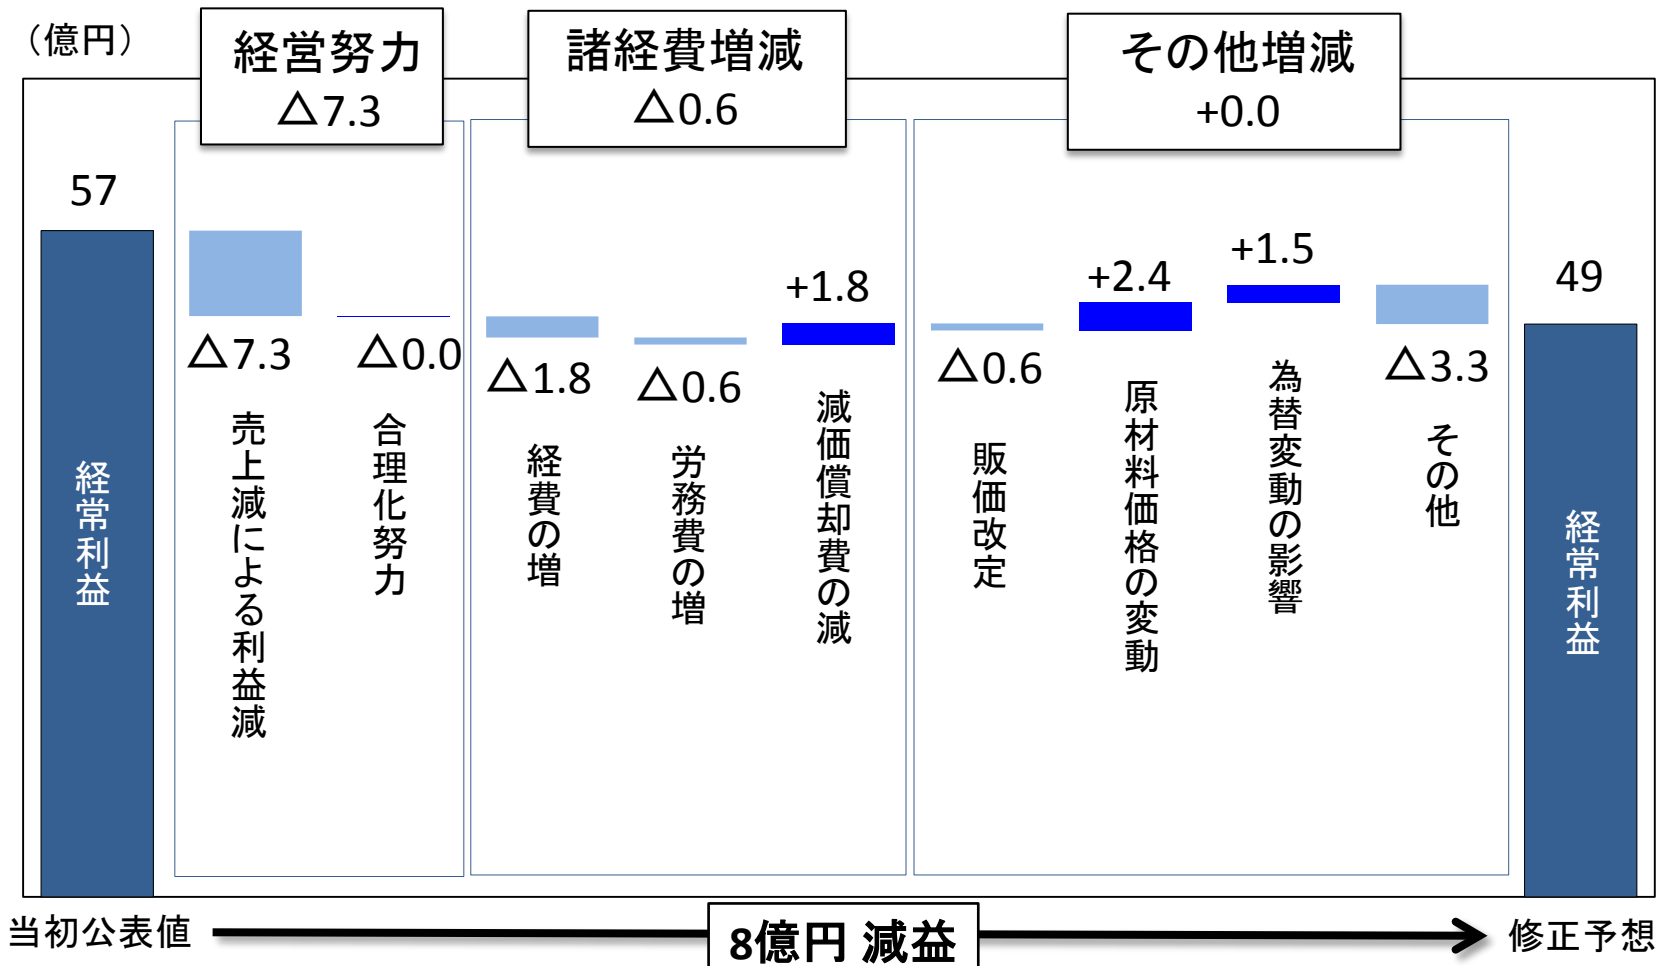 （億円）
経営努力
△7.3
諸経費増減
△0.6
その他増減
+0.0
57
経常利益
△7.3
売上減による利益減
△0.0
合理化努力
△1.8
経費の増
△0.6
労務費の増
+1.8
減価償却費の減
△0.6
販価改定
+2.4
原材料価格の変動
+1.5
為替変動の影響
△3.3
その他
49
経常利益
当初公表値
8億円 減益
修正予想